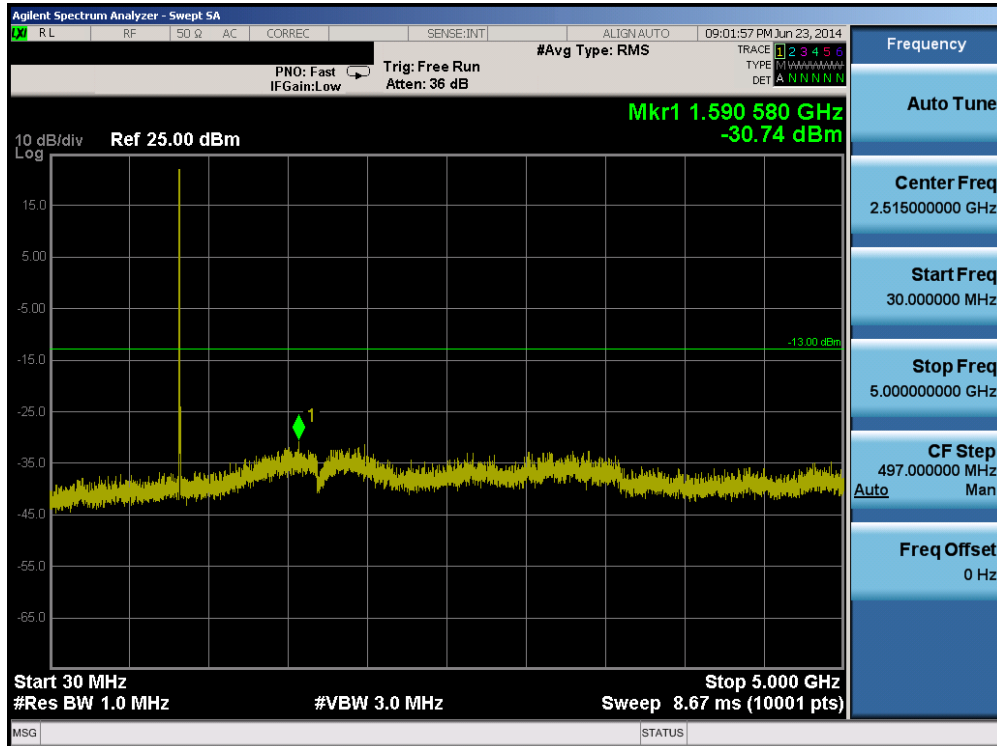 Agilent Spectrum Analyzer - Swept SA
LXI RL RF 50 Ω AC CORREC SENSE:INT ALIGN AUTO 09:01:57 PM Jun 23, 2014
#Avg Type: RMS TRACE 1 2 3 4 5 6
PNO: Fast Trig: Free Run TYPE M WWWWW
IFGain:Low Atten: 36 dB DET A N N N N N
Mkr1 1.590 580 GHz
10 dB/div Ref 25.00 dBm -30.74 dBm
Log
15.0
5.00
-5.00
-13.00 dBm
-15.0
-25.0
1
-35.0
-45.0
-55.0
-65.0
Start 30 MHz Stop 5.000 GHz
#Res BW 1.0 MHz #VBW 3.0 MHz Sweep 8.67 ms (10001 pts)
MSG STATUS
Frequency
Auto Tune
Center Freq
2.515000000 GHz
Start Freq
30.000000 MHz
Stop Freq
5.000000000 GHz
CF Step
497.000000 MHz
Auto Man
Freq Offset
0 Hz